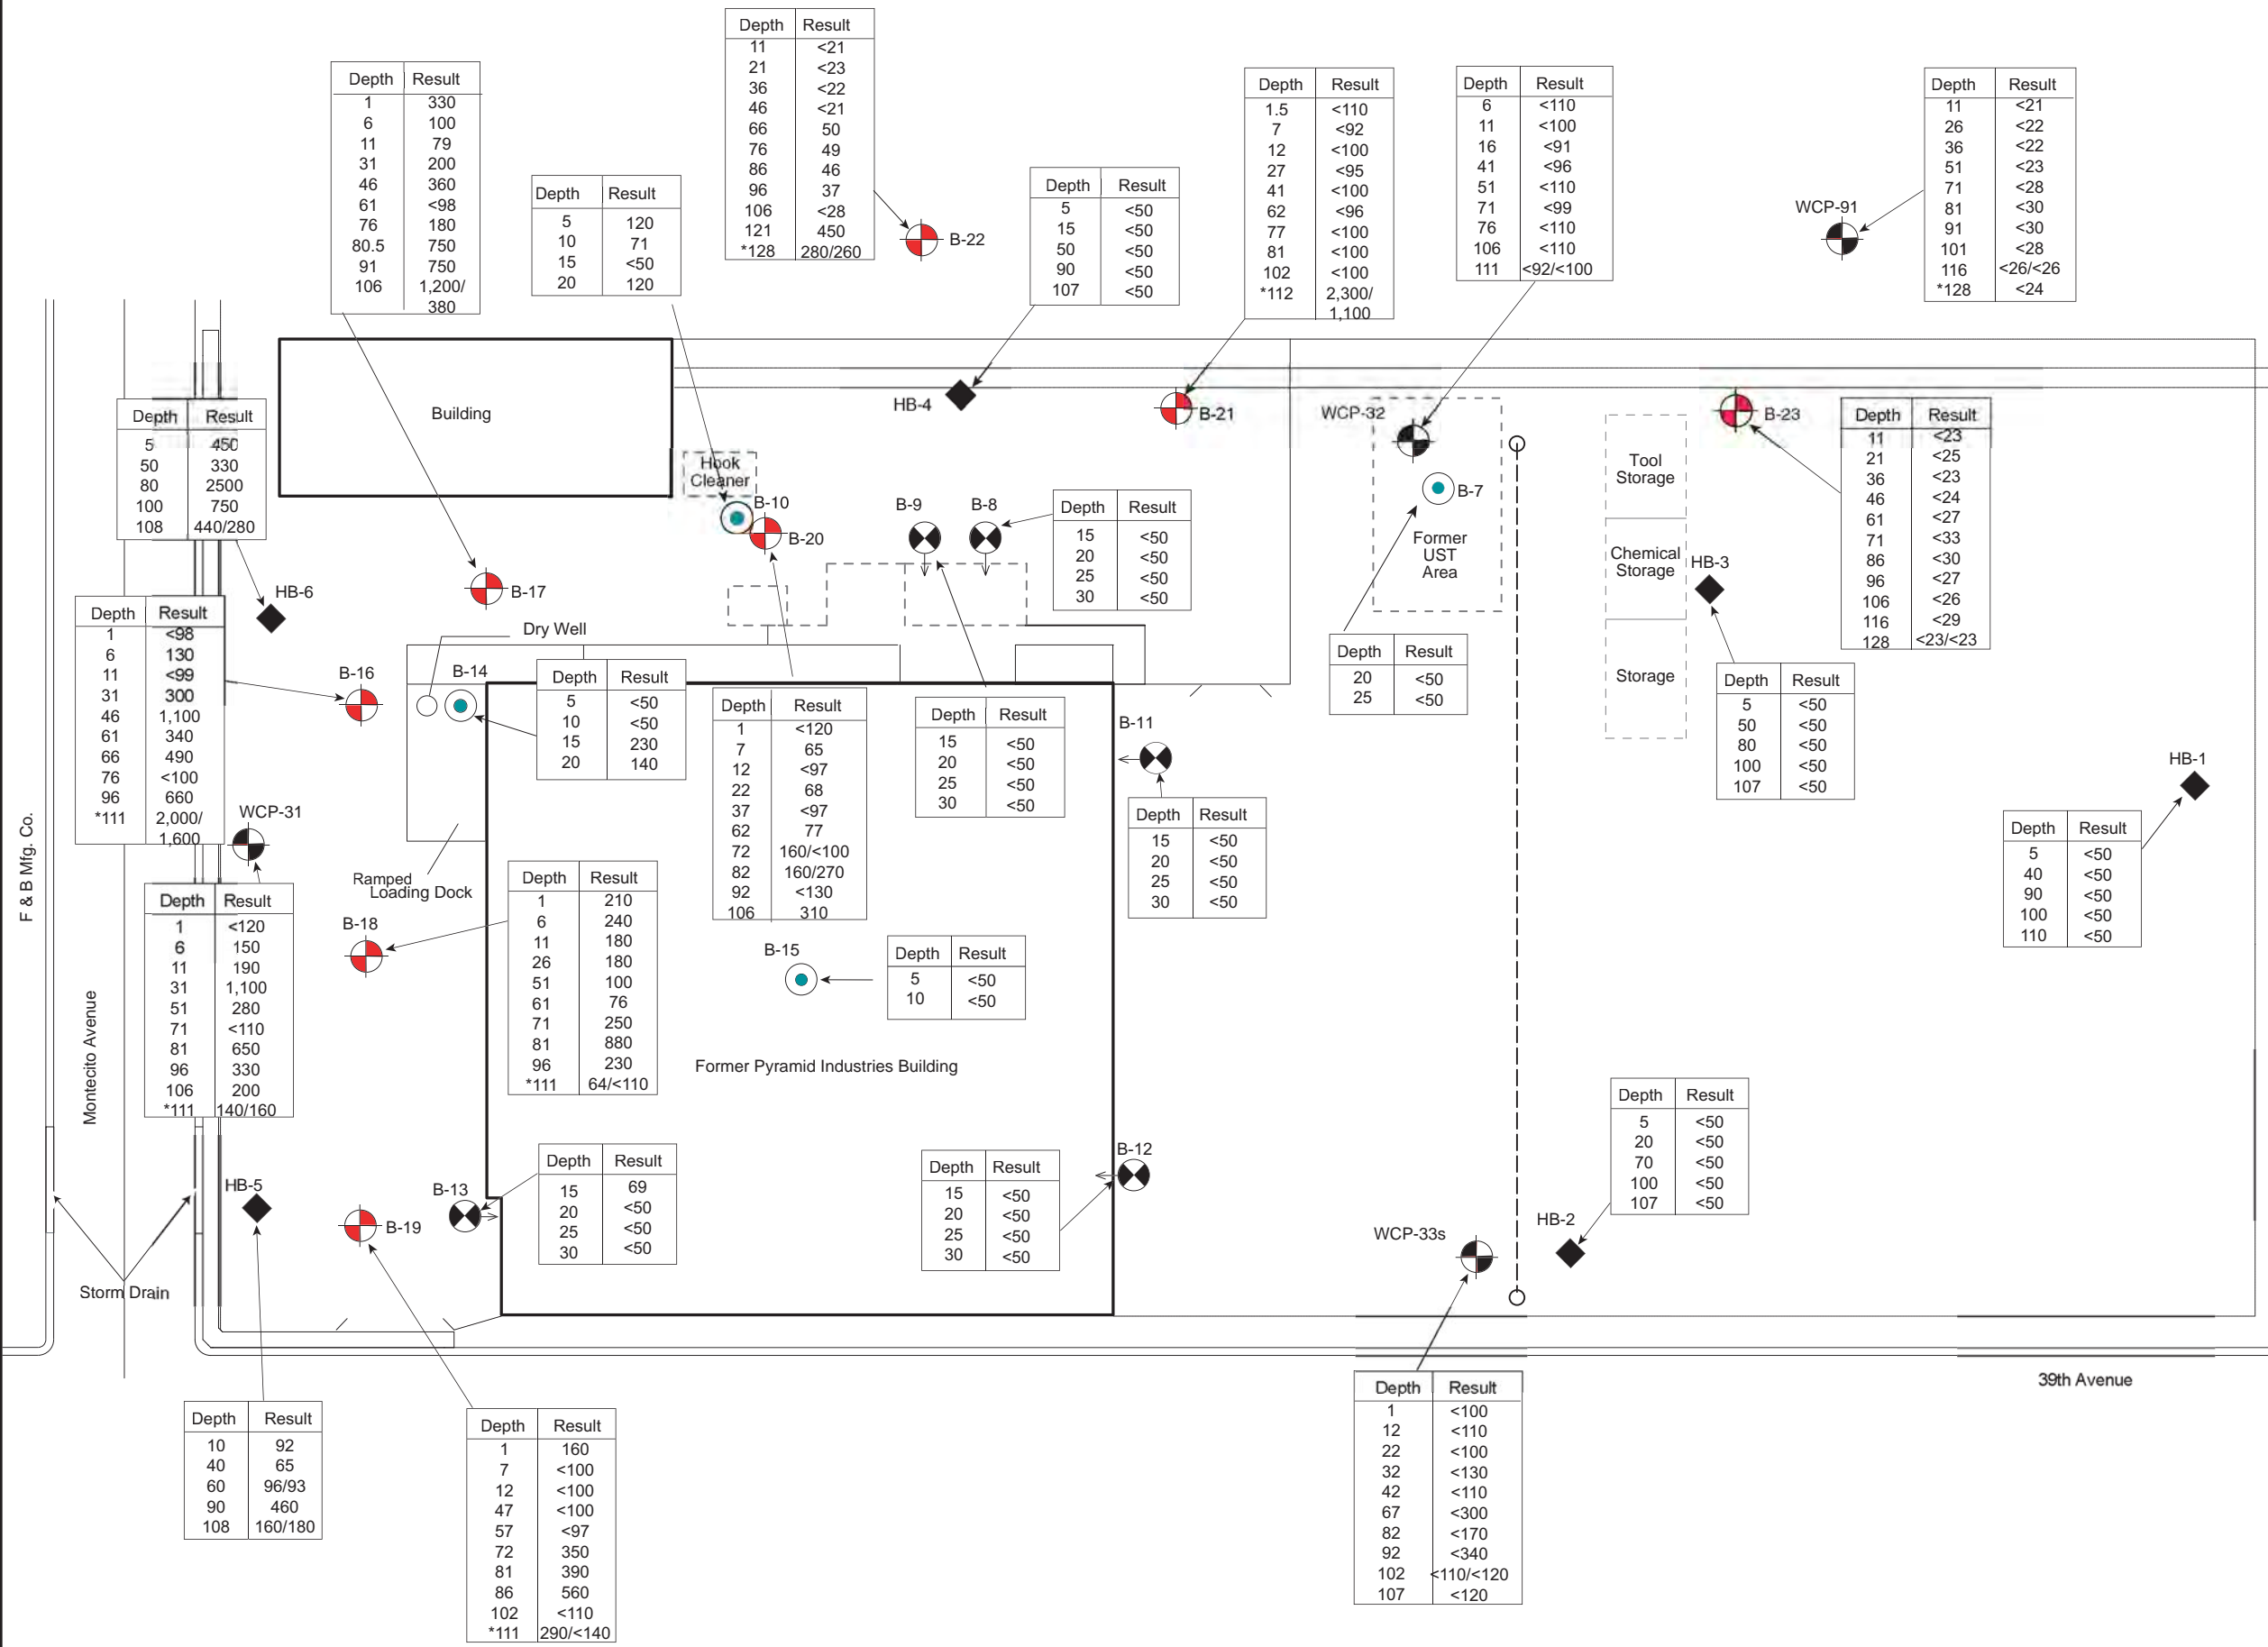 Depth Result
11 <21
21 <23
36 <22
46 <21
66 50
76 49
86 46
96 37
106 <28
121 450
*128 280/260
B-22
Depth Result
1 330
6 100
11 79
31 200
46 360
61 <98
76 180
80.5 750
91 750
106 1,200/
380
B-17
Depth Result
5 120
10 71
15 <50
20 120
B-10
Depth Result
5 <50
15 <50
50 <50
90 <50
107 <50
HB-4
Depth Result
1.5 <110
7 <92
12 <100
27 <95
41 <100
62 <96
77 <100
81 <100
102 <100
*112 2,300/
1,100
B-21
Depth Result
6 <110
11 <100
16 <91
41 <96
51 <110
71 <99
76 <110
106 <110
111 <92/<100
WCP-32
Depth Result
11 <21
26 <22
36 <22
51 <23
71 <28
81 <30
91 <30
101 <28
116 <26/<26
*128 <24
WCP-91
Building
Hook
Cleaner
Depth Result
5 450
50 330
80 2500
100 750
108 440/280
HB-6
B-20
B-9
B-8
Depth Result
15 <50
20 <50
25 <50
30 <50
B-7
Former
UST
Area
Tool
Storage
Chemical
Storage
Storage
B-23
Depth Result
11 <23
21 <25
36 <23
46 <24
61 <27
71 <33
86 <30
96 <27
106 <26
116 <29
128 <23/<23
HB-3
Depth Result
5 <50
50 <50
80 <50
100 <50
107 <50
Depth Result
20 <50
25 <50
Depth Result
1 <98
6 130
11 <99
31 300
46 1,100
61 340
66 490
76 <100
96 660
*111 2,000/
1,600
B-16
Dry Well
B-14
Depth Result
5 <50
10 <50
15 230
20 140
Depth Result
1 <120
7 65
12 <97
22 68
37 <97
62 77
72 160/<100
82 160/270
92 <130
106 310
Depth Result
15 <50
20 <50
25 <50
30 <50
B-11
Depth Result
15 <50
20 <50
25 <50
30 <50
HB-1
Depth Result
5 <50
40 <50
90 <50
100 <50
110 <50
WCP-31
Depth Result
1 <120
6 150
11 190
31 1,100
51 280
71 <110
81 650
96 330
106 200
*111 140/160
Ramped
Loading Dock
B-18
Depth Result
1 210
6 240
11 180
26 180
51 100
61 76
71 250
81 880
96 230
*111 64/<110
B-15
Depth Result
5 <50
10 <50
Former Pyramid Industries Building
F & B Mfg. Co.
Montecito Avenue
Storm Drain
HB-5
B-19
B-13
Depth Result
15 69
20 <50
25 <50
30 <50
Depth Result
15 <50
20 <50
25 <50
30 <50
B-12
WCP-33s
HB-2
Depth Result
5 <50
20 <50
70 <50
100 <50
107 <50
39th Avenue
Depth Result
10 92
40 65
60 96/93
90 460
108 160/180
Depth Result
1 160
7 <100
12 <100
47 <100
57 <97
72 350
81 390
86 560
102 <110
*111 290/<140
Depth Result
1 <100
12 <110
22 <100
32 <130
42 <110
67 <300
82 <170
92 <340
102 <110/<120
107 <120